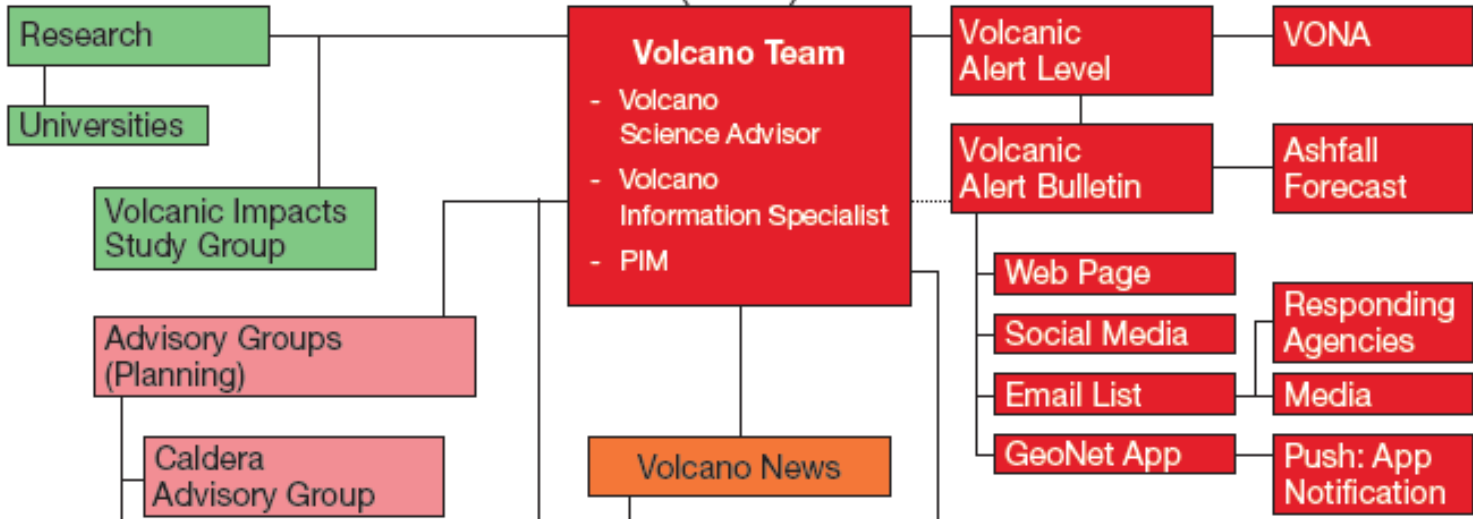 Research
Universities
Volcanic Impacts
Study Group
Advisory Groups
(Planning)
Caldera
Advisory Group
Volcano Team
- Volcano
Science Advisor
- Volcano
Information Specialist
- PIM
Volcano News
Volcanic
Alert Level
VONA
Volcanic
Alert Bulletin
Ashfall
Forecast
Web Page
Social Media
Email List
Responding
Agencies
Media
GeoNet App
Push: App
Notification